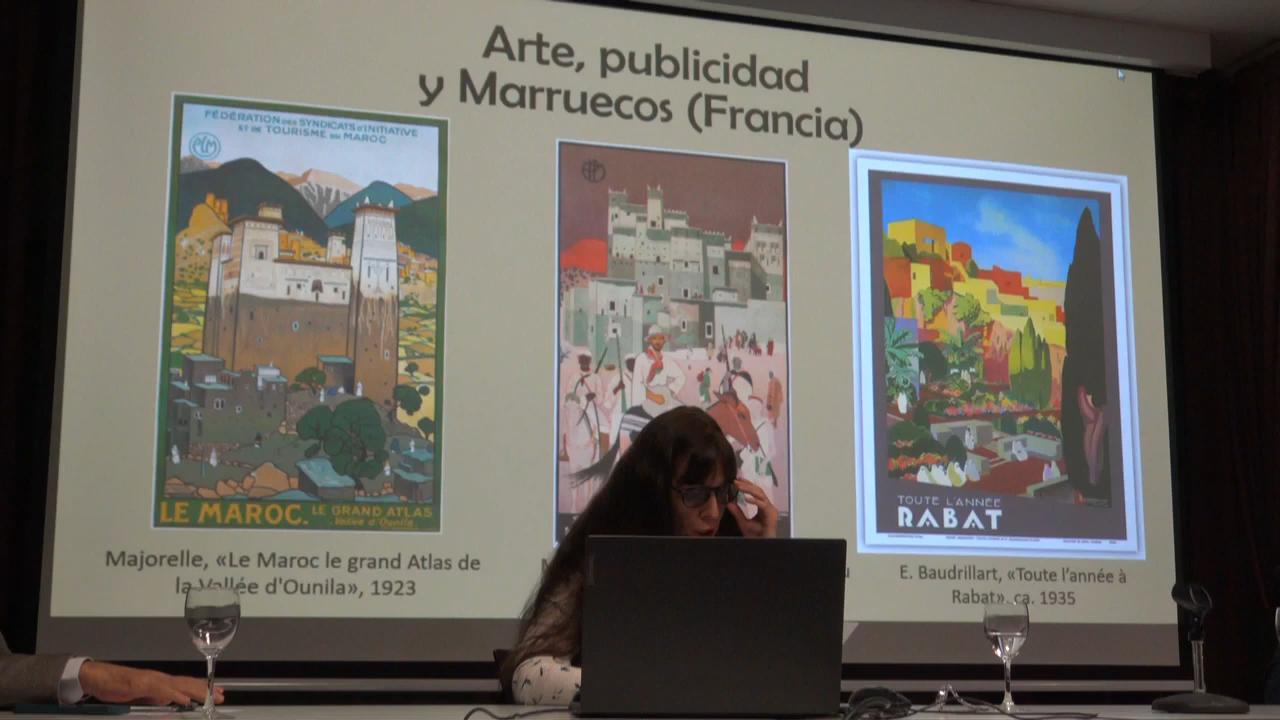 Arte, publicidad
y Marruecos (Francia)
FÉDÉRATION DES SYNDICATS D'INITIATIVE
ET DE TOURISME DU MAROC
PLM
LE MAROC. LE GRAND ATLAS
Vallée d'Ounila
TOUTE L'ANNÉE
RABAT
Majorelle, «Le Maroc le grand Atlas de
la Vallée d'Ounila», 1923
E. Baudrillart, «Toute l'année à
Rabat», ca. 1935